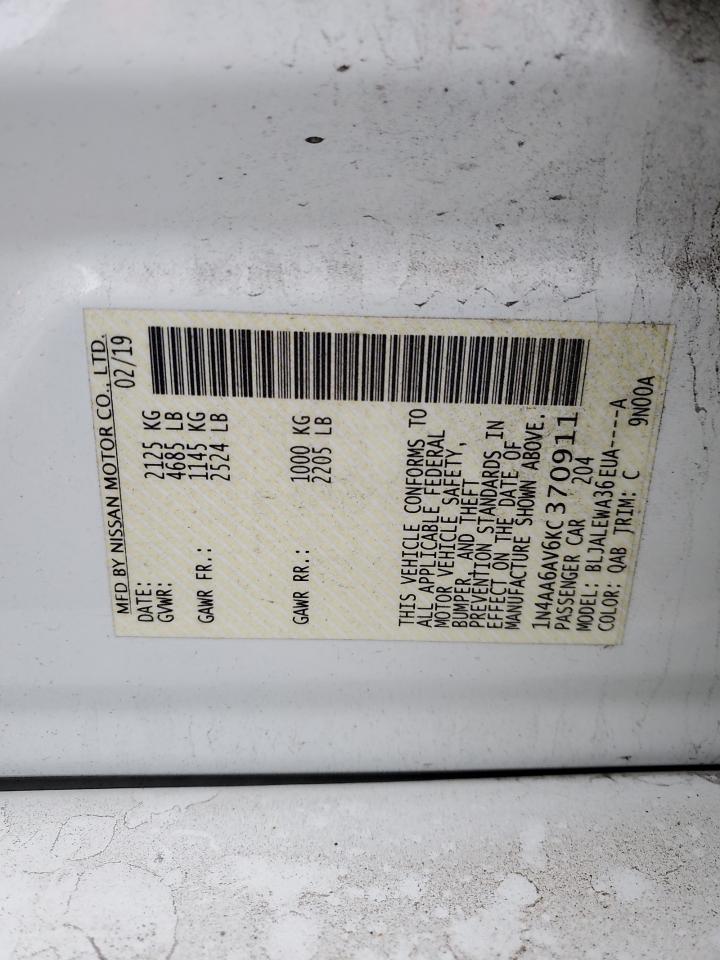 MFD BY NISSAN MOTOR CO., LTD.
DATE: 02/19
GVWR: 2125 KG
4685 LB
GAWR FR.: 1145 KG
2524 LB
GAWR RR.: 1000 KG
2205 LB
THIS VEHICLE CONFORMS TO
ALL APPLICABLE FEDERAL
MOTOR VEHICLE SAFETY,
BUMPER, AND THEFT
PREVENTION STANDARDS IN
EFFECT ON THE DATE OF
MANUFACTURE SHOWN ABOVE.
1N4AA6AV6KC370911
PASSENGER CAR 204
MODEL: BLJALEWA36EUA----A
COLOR: QAB TRIM: C 9N00A